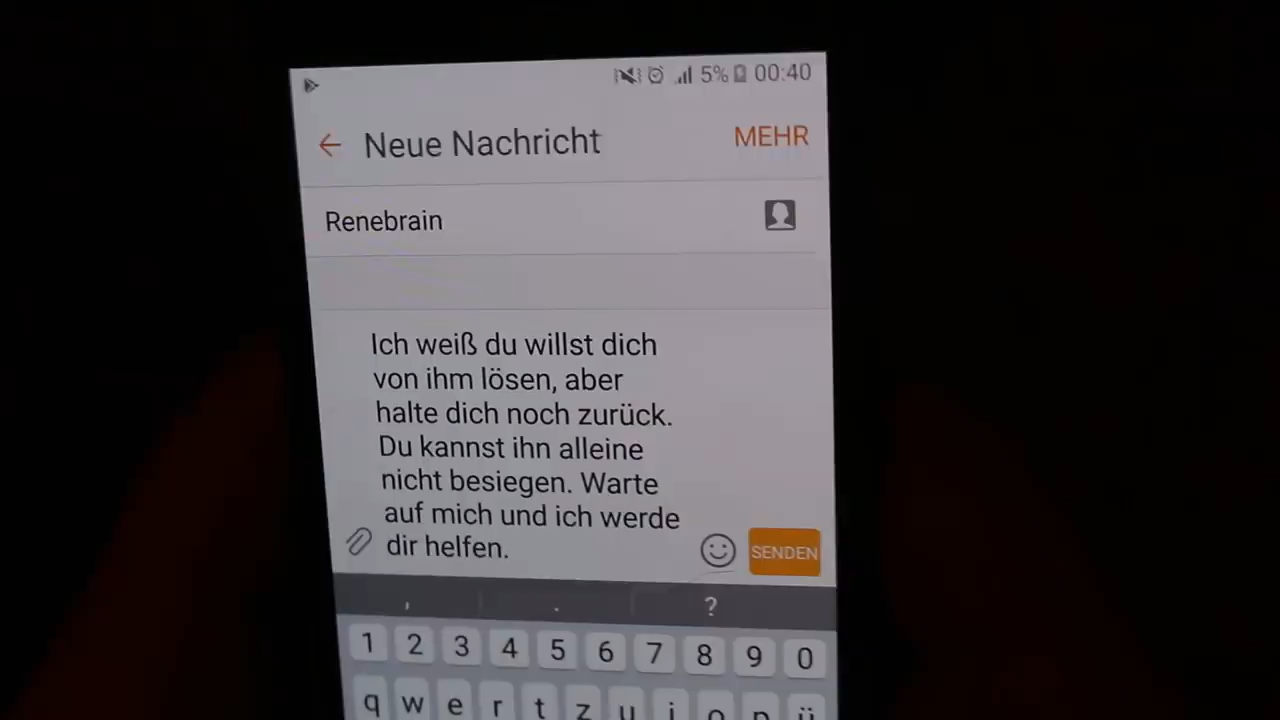 5% 00:40
Neue Nachricht MEHR
Renebrain
Ich weiß du willst dich
von ihm lösen, aber
halte dich noch zurück.
Du kannst ihn alleine
nicht besiegen. Warte
auf mich und ich werde
dir helfen.
SENDEN
, . ?
1 2 3 4 5 6 7 8 9 0
q w e r t z u i o p ü